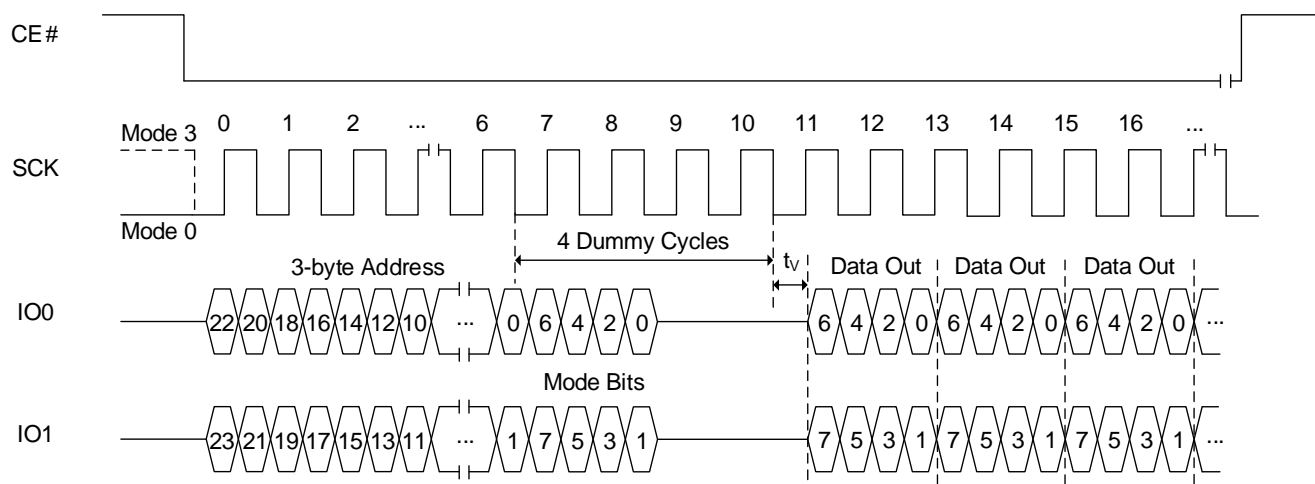 CE#
0 1 2 ... 6 7 8 9 10 11 12 13 14 15 16 ...
Mode 3
SCK
Mode 0
4 Dummy Cycles
3-byte Address
tV
Data Out Data Out Data Out
IO0
22 20 18 16 14 12 10 ... 0 6 4 2 0 6 4 2 0 6 4 2 0 6 4 2 0 ...
Mode Bits
IO1
23 21 19 17 15 13 11 ... 1 7 5 3 1 7 5 3 1 7 5 3 1 7 5 3 1 ...